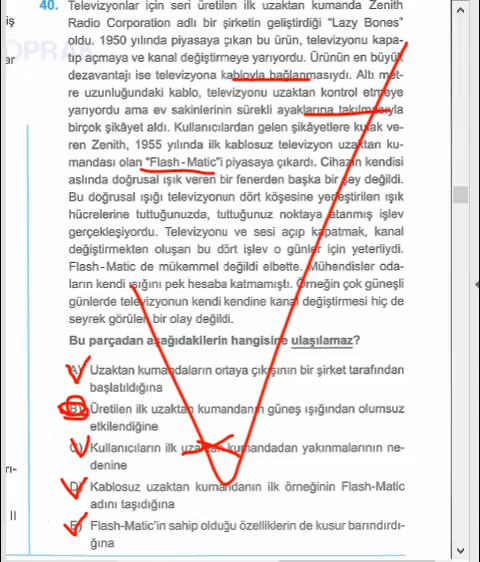 40. Televizyonlar için seri üretilen ilk uzaktan kumanda Zenith
Radio Corporation adlı bir şirketin geliştirdiği “Lazy Bones”
oldu. 1950 yılında piyasaya çıkan bu ürün, televizyonu kapa-
tıp açmaya ve kanal değiştirmeye yarıyordu. Ürünün en büyük
dezavantajı ise televizyona kabloyla bağlanmasıydı. Altı met-
re uzunluğundaki kablo, televizyonu uzaktan kontrol etmeye
yarıyordu ama ev sakinlerinin sürekli ayaklarına takılmasıyla
birçok şikâyet aldı. Kullanıcılardan gelen şikâyetlere kulak ve-
ren Zenith, 1955 yılında ilk kablosuz televizyon uzaktan ku-
mandası olan “Flash-Matic”i piyasaya çıkardı. Cihazın kendisi
aslında doğrusal ışık veren bir fenerden başka bir şey değildi.
Bu doğrusal ışığı televizyonun dört köşesine yerleştirilen ışık
hücrelerine tuttuğunuzda, tuttuğunuz noktaya atanmış işlev
gerçekleşiyordu. Televizyonu ve sesi açıp kapatmak, kanal
değiştirmekten oluşan bu dört işlev o günler için yeterliydi.
Flash-Matic de mükemmel değildi elbette. Mühendisler oda-
ların kendi ışığını pek hesaba katmamıştı. Örneğin çok güneşli
günlerde televizyonun kendi kendine kanal değiştirmesi hiç de
seyrek görülen bir olay değildi.
Bu parçadan aşağıdakilerin hangisine ulaşılamaz?
A) Uzaktan kumandaların ortaya çıkışının bir şirket tarafından
başlatıldığına
B) Üretilen ilk uzaktan kumandanın güneş ışığından olumsuz
etkilendiğine
C) Kullanıcıların ilk uzaktan kumandadan yakınmalarının ne-
denine
D) Kablosuz uzaktan kumandanın ilk örneğinin Flash-Matic
adını taşıdığına
E) Flash-Matic’in sahip olduğu özelliklerin de kusur barındırdı-
ğına
iş
OPRAK
ar
rı-
II